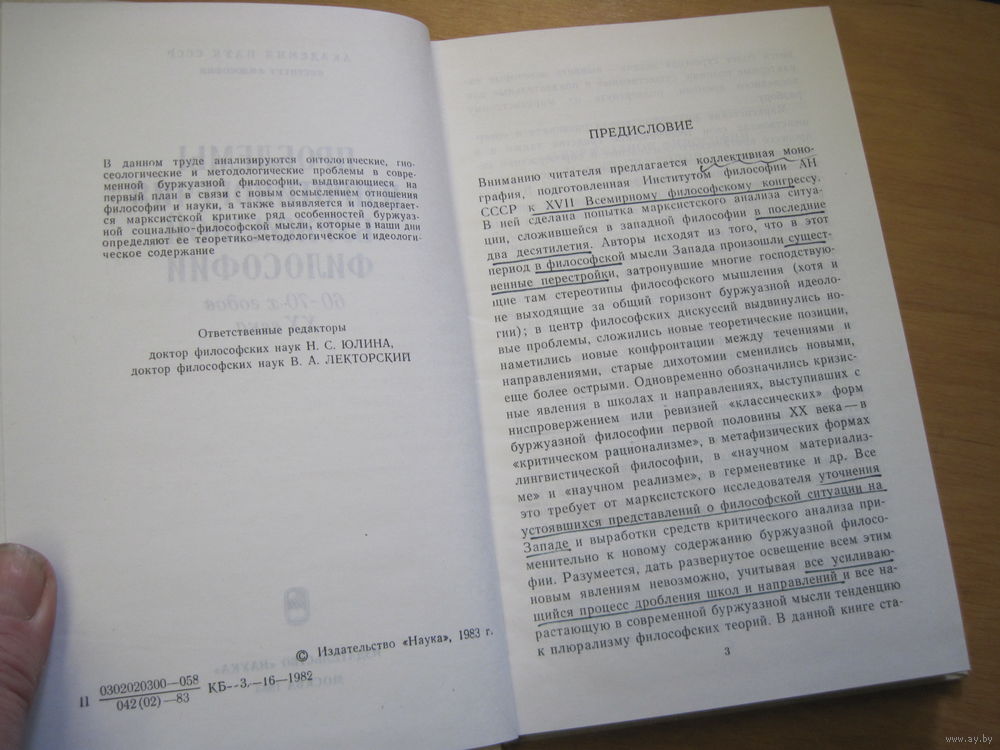 В данном труде анализируются онтологические, гно-
сеологические и методологические проблемы в совре-
менной буржуазной философии, выдвигающиеся на
первый план в связи с новым осмыслением отношения
философии и науки, а также выявляется и подвергает-
ся марксистской критике ряд особенностей буржуаз-
ной социально-философской мысли, которые в наши дни
определяют ее теоретико-методологическое и идеологи-
ческое содержание
Ответственные редакторы
доктор философских наук Н. С. ЮЛИНА,
доктор философских наук В. А. ЛЕКТОРСКИЙ
© Издательство «Наука», 1983 г.
П 0302020300—058
042(02)—83 КБ--3.—16—1982
ПРЕДИСЛОВИЕ
Вниманию читателя предлагается коллективная моно-
графия, подготовленная Институтом философии АН
СССР к XVII Всемирному философскому конгрессу.
В ней сделана попытка марксистского анализа ситуа-
ции, сложившейся в западной философии в последние
два десятилетия. Авторы исходят из того, что в этот
период в философской мысли Запада произошли сущест-
венные перестройки, затронувшие многие господствую-
щие там стереотипы философского мышления (хотя и
не выходящие за общий горизонт буржуазной идеоло-
гии); в центр философских дискуссий выдвинулись но-
вые проблемы, сложились новые теоретические позиции,
наметились новые конфронтации между течениями и
направлениями, старые дихотомии сменились новыми,
еще более острыми. Одновременно обозначились кризис-
ные явления в школах и направлениях, выступивших с
ниспровержением или ревизией «классических» форм
буржуазной философии первой половины XX века—в
«критическом рационализме», в метафизических формах
лингвистической философии, в «научном материализ-
ме» и «научном реализме», в герменевтике и др. Все
это требует от марксистского исследователя уточнения
устоявшихся представлений о философской ситуации на
Западе и выработки средств критического анализа при-
менительно к новому содержанию буржуазной филосо-
фии. Разумеется, дать развернутое освещение всем этим
новым явлениям невозможно, учитывая все усиливаю-
щийся процесс дробления школ и направлений и все на-
растающую в современной буржуазной мысли тенденцию
к плюрализму философских теорий. В данной книге ста-
3
www.ay.by